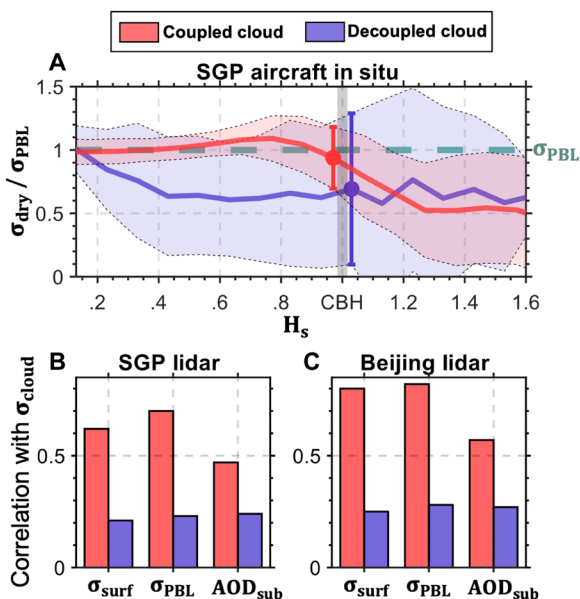 Coupled cloud Decoupled cloud
A SGP aircraft in situ
1.5
1
0.5
0
σdry / σPBL
σPBL
.2 .4 .6 .8 CBH 1.2 1.4 1.6
Hs
B SGP lidar
C Beijing lidar
Correlation with σcloud
0.5
0
σsurf σPBL AODsub
0.5
0
σsurf σPBL AODsub